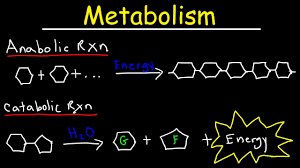 Metabolism
Anabolic Rxn
+ + ... Energy
Catabolic Rxn
H₂O G + F + Energy